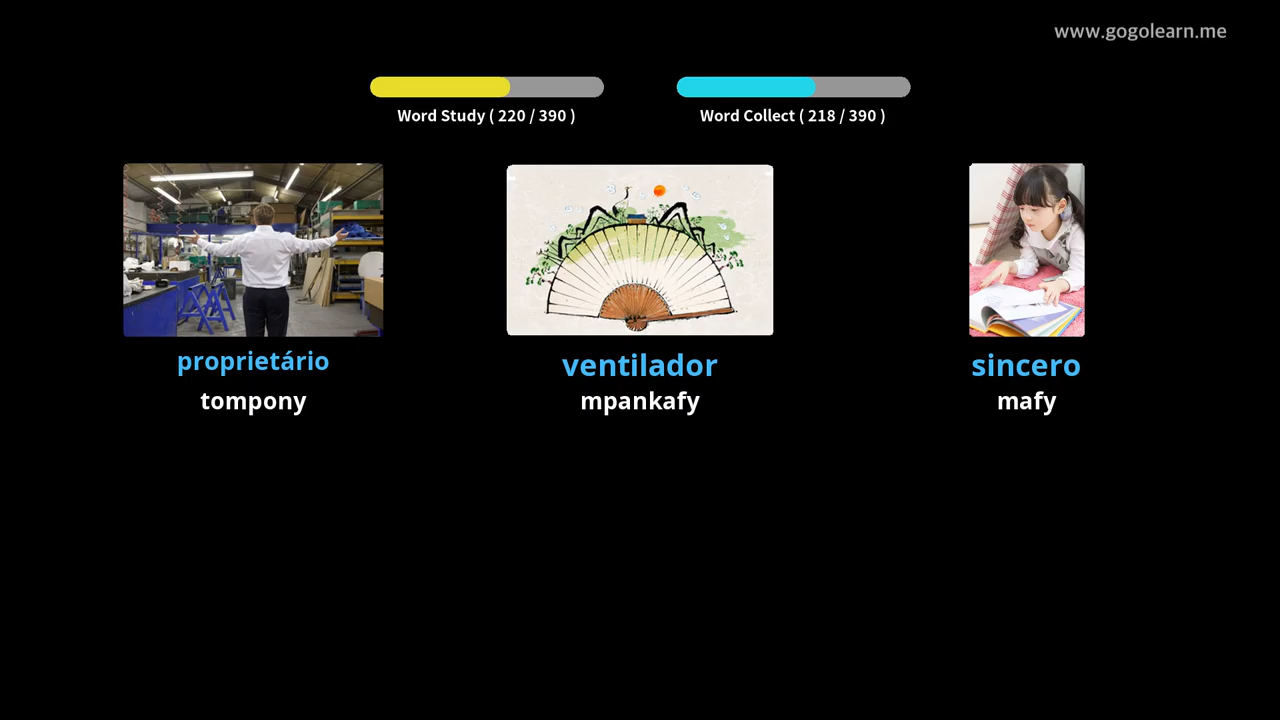 www.gogolearn.me
Word Study ( 220 / 390 )
Word Collect ( 218 / 390 )
proprietário
tompony
ventilador
mpankafy
sincero
mafy